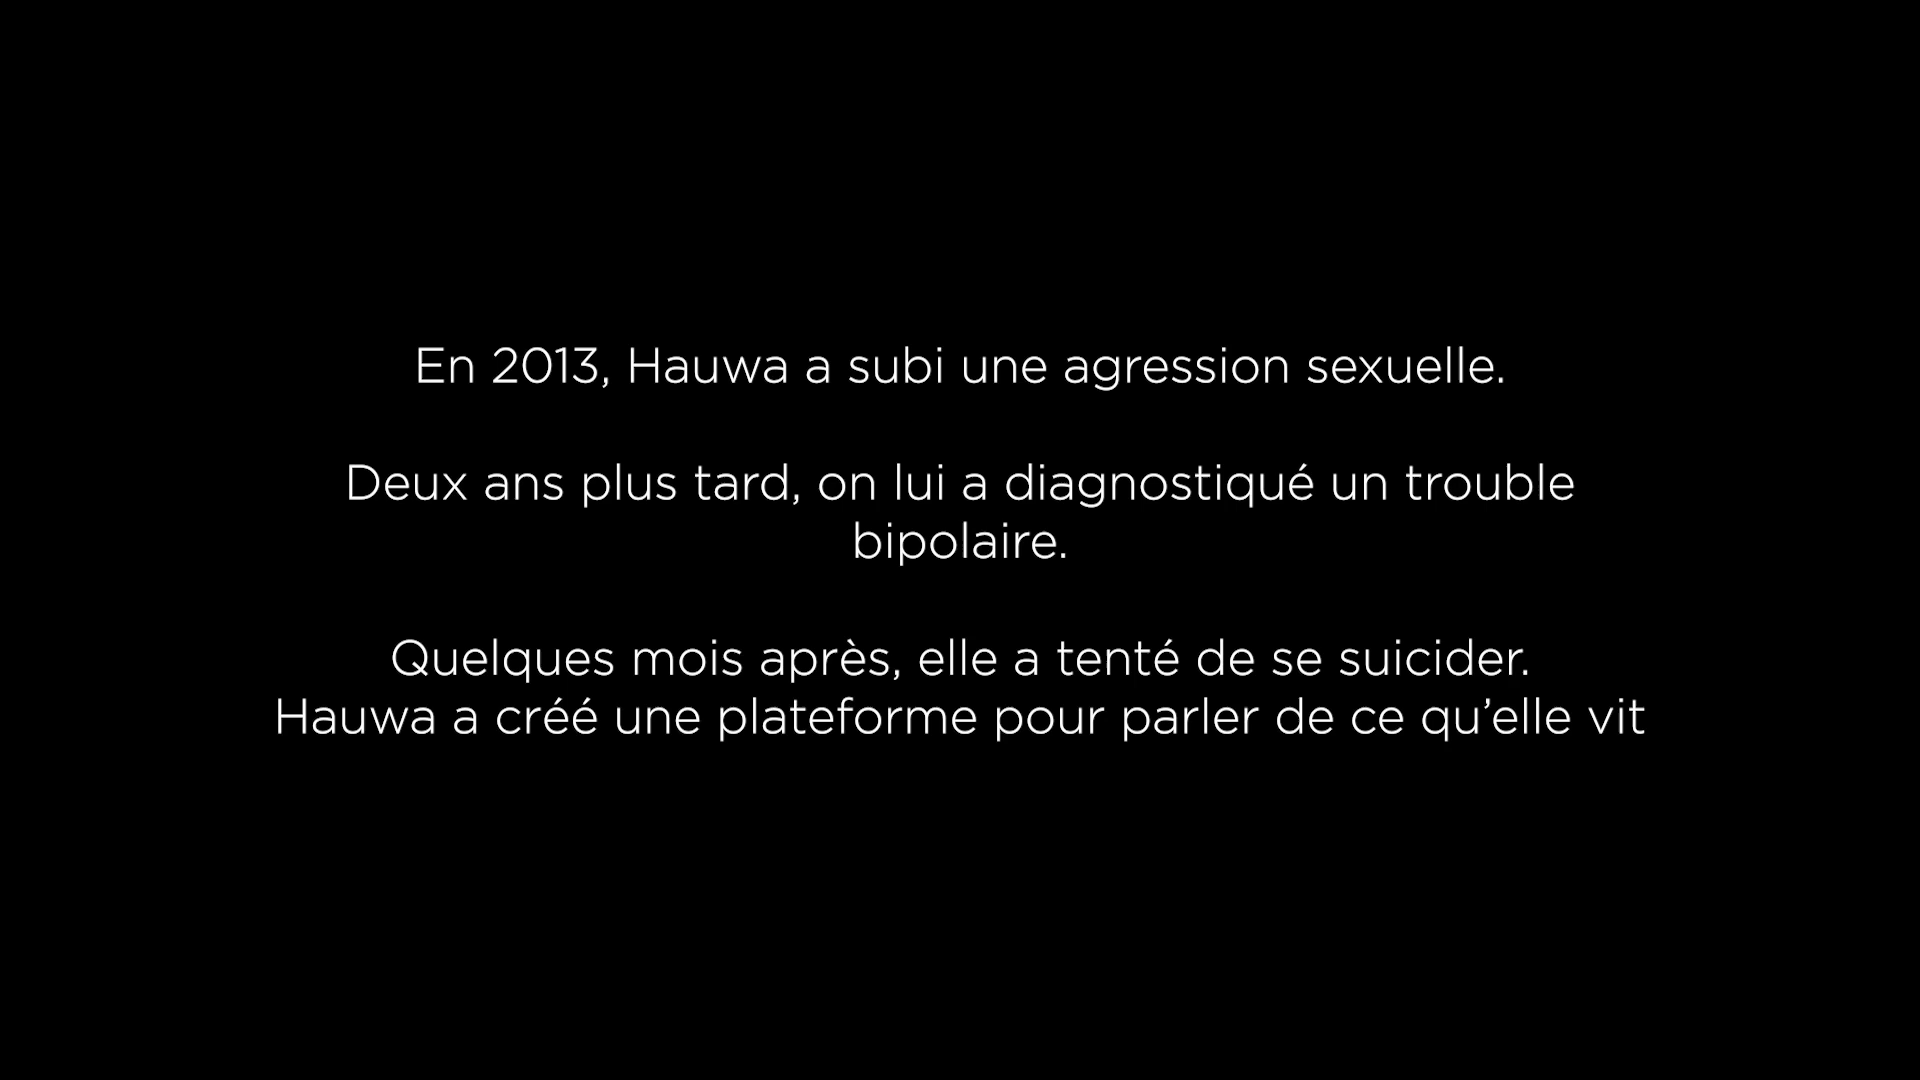 En 2013, Hauwa a subi une agression sexuelle.
Deux ans plus tard, on lui a diagnostiqué un trouble
bipolaire.
Quelques mois après, elle a tenté de se suicider.
Hauwa a créé une plateforme pour parler de ce qu’elle vit